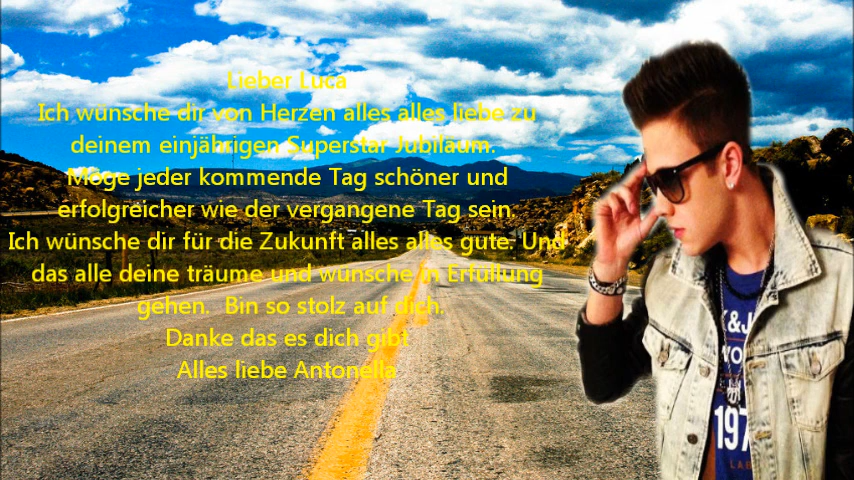 Lieber Luca
Ich wünsche dir von Herzen alles alles liebe zu
deinem einjährigen Superstar Jubiläum.
Möge jeder kommende Tag schöner und
erfolgreicher wie der vergangene Tag sein.
Ich wünsche dir für die Zukunft alles alles gute. Und
das alle deine träume und wünsche in Erfüllung
gehen.  Bin so stolz auf dich.
Danke das es dich gibt
Alles liebe Antonella
K&J
WO
197
LA